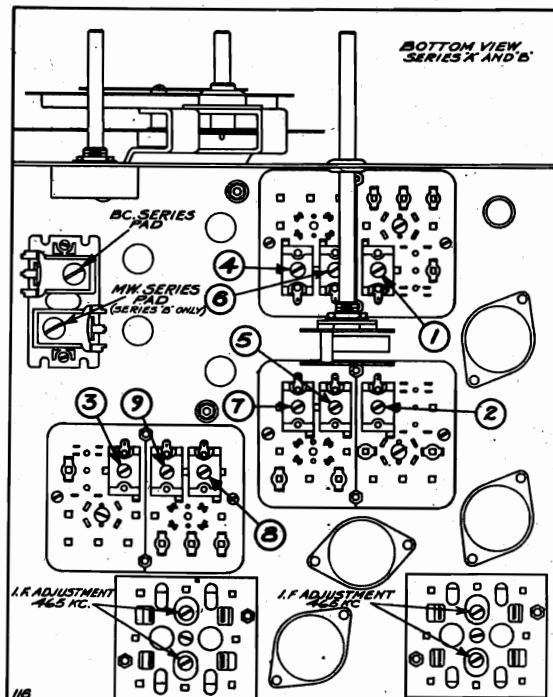 BOTTOM VIEW
SERIES 'A' AND 'B'
BC. SERIES
PAD
MW. SERIES
PAD
(SERIES 'B' ONLY)
4
6
1
5
7
2
3
9
8
I.F. ADJUSTMENT
465 KC.
I.F. ADJUSTMENT
465 KC
118